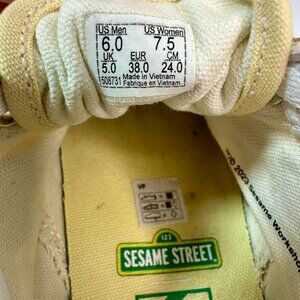 US Men US Women
6.0 7.5
UK EUR CM
5.0 38.0 24.0
508731 Made in Vietnam
Fabriqué en Vietnam
© 2023 Sesame Workshop
VF
123
SESAME STREET